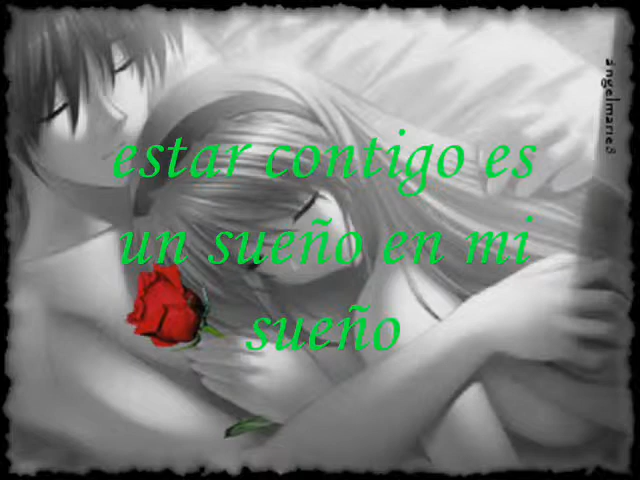 estar contigo es
un sueño en mi
sueño
angelmarie8